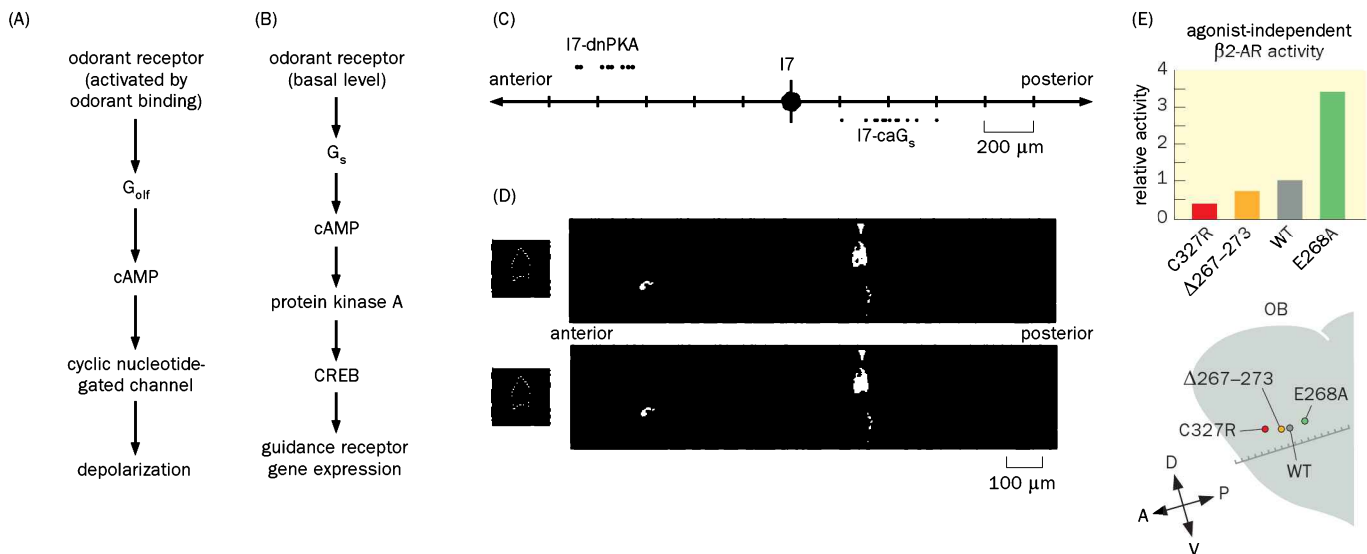 (A)
odorant receptor
(activated by
odorant binding)
G_olf
cAMP
cyclic nucleotide-
gated channel
depolarization
(B)
odorant receptor
(basal level)
G_s
cAMP
protein kinase A
CREB
guidance receptor
gene expression
(C)
I7-dnPKA
I7
anterior
posterior
I7-caG_s
200 μm
(D)
anterior
posterior
100 μm
(E)
agonist-independent
β2-AR activity
relative activity
4
3
2
1
0
C327R
Δ267–273
WT
E268A
OB
Δ267–273
E268A
C327R
WT
D
P
A
V